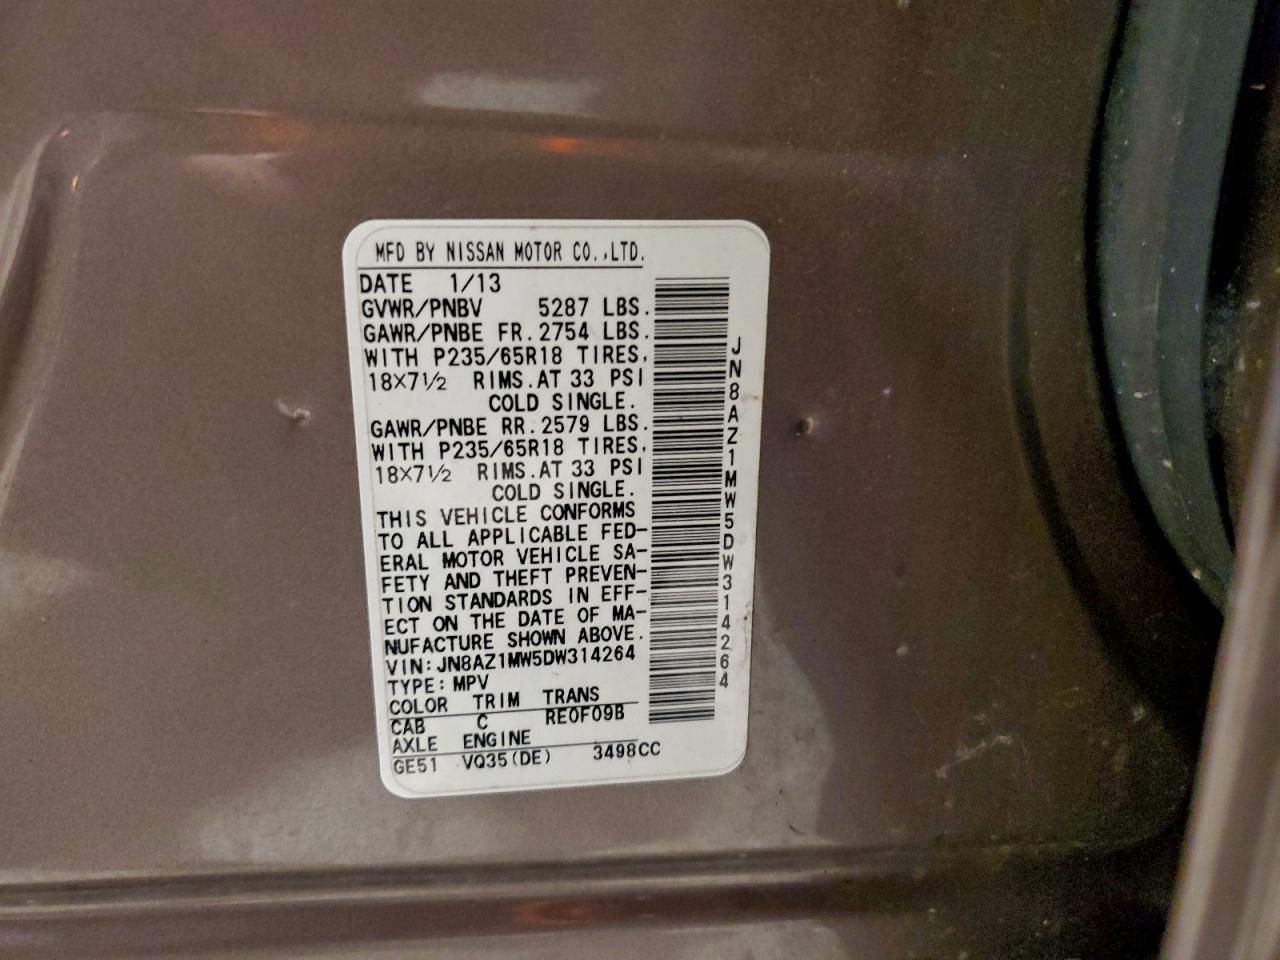 MFD BY NISSAN MOTOR CO.,LTD.
DATE 1/13
GVWR/PNBV 5287 LBS.
GAWR/PNBE FR. 2754 LBS.
WITH P235/65R18 TIRES,
18X7½ RIMS. AT 33 PSI
COLD SINGLE.
GAWR/PNBE RR. 2579 LBS.
WITH P235/65R18 TIRES,
18X7½ RIMS. AT 33 PSI
COLD SINGLE.
THIS VEHICLE CONFORMS
TO ALL APPLICABLE FED-
ERAL MOTOR VEHICLE SA-
FETY AND THEFT PREVEN-
TION STANDARDS IN EFF-
ECT ON THE DATE OF MA-
NUFACTURE SHOWN ABOVE.
VIN: JN8AZ1MW5DW314264
TYPE: MPV
COLOR TRIM TRANS
CAB C RE0F09B
AXLE ENGINE
GE51 VQ35(DE) 3498CC
JN8AZ1MW5DW314264